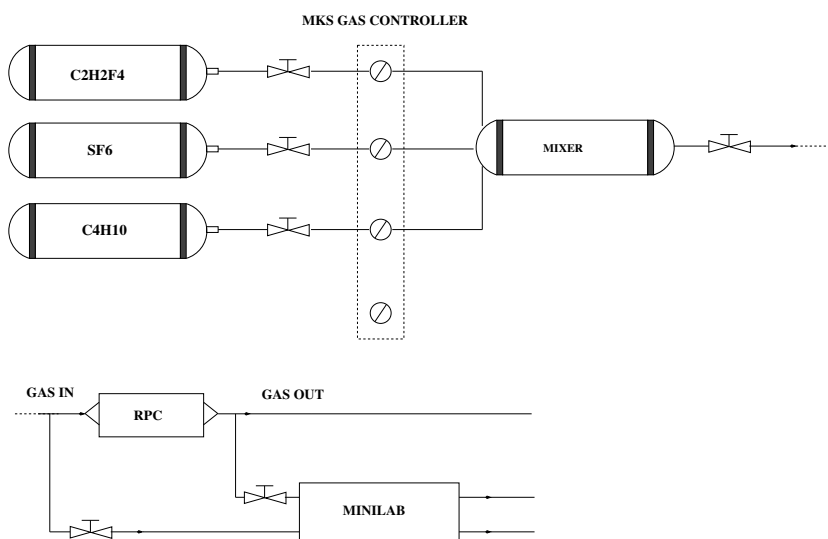 MKS GAS CONTROLLER
C2H2F4
SF6
MIXER
C4H10
GAS IN
GAS OUT
RPC
MINILAB